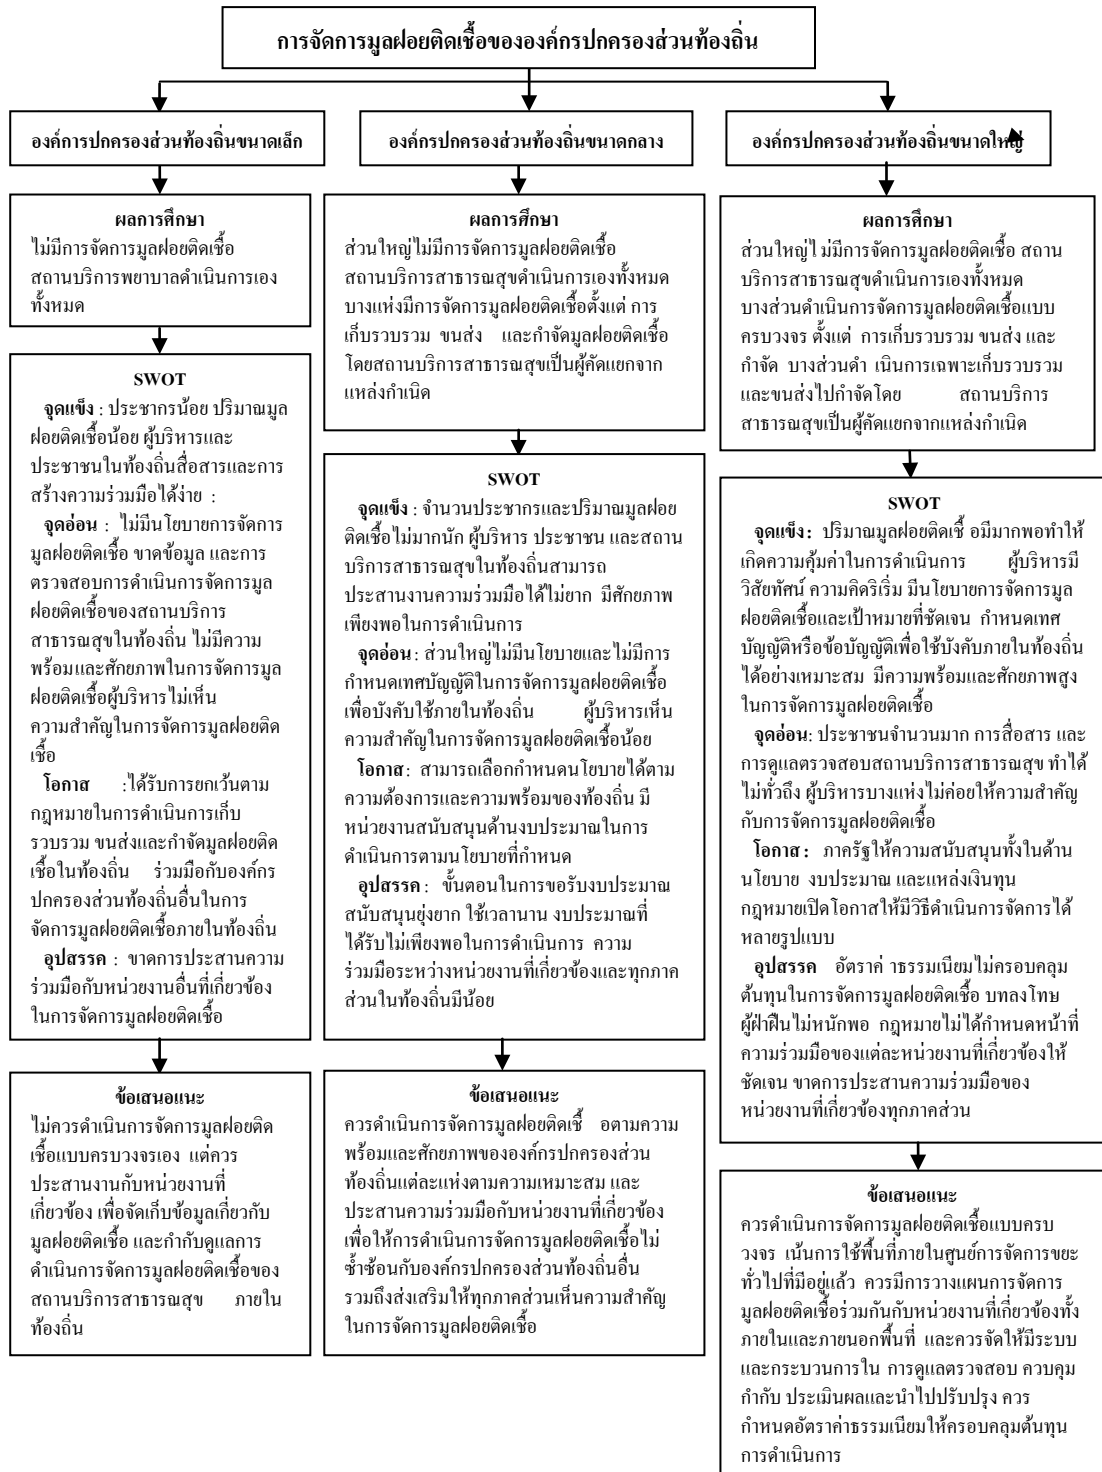 การจัดการมูลฝอยติดเชื้อขององค์กรปกครองส่วนท้องถิ่น
องค์การปกครองส่วนท้องถิ่นขนาดเล็ก
ผลการศึกษา
ไม่มีการจัดการมูลฝอยติดเชื้อ
สถานบริการพยาบาลดำเนินการเอง
ทั้งหมด
SWOT
จุดแข็ง : ประชากรน้อย ปริมาณมูล
ฝอยติดเชื้อน้อย ผู้บริหารและ
ประชาชนในท้องถิ่นสื่อสารและการ
สร้างความร่วมมือได้ง่าย :
จุดอ่อน : ไม่มีนโยบายการจัดการ
มูลฝอยติดเชื้อ ขาดข้อมูล และการ
ตรวจสอบการดำเนินการจัดการมูล
ฝอยติดเชื้อของสถานบริการ
สาธารณสุขในท้องถิ่น ไม่มีความ
พร้อมและศักยภาพในการจัดการมูล
ฝอยติดเชื้อผู้บริหารไม่เห็น
ความสำคัญในการจัดการมูลฝอยติด
เชื้อ
โอกาส :ได้รับการยกเว้นตาม
กฎหมายในการดำเนินการเก็บ
รวบรวม ขนส่งและกำจัดมูลฝอยติด
เชื้อในท้องถิ่น ร่วมมือกับองค์กร
ปกครองส่วนท้องถิ่นอื่นในการ
จัดการมูลฝอยติดเชื้อภายในท้องถิ่น
อุปสรรค : ขาดการประสานความ
ร่วมมือกับหน่วยงานอื่นที่เกี่ยวข้อง
ในการจัดการมูลฝอยติดเชื้อ
ข้อเสนอแนะ
ไม่ควรดำเนินการจัดการมูลฝอยติด
เชื้อแบบครบวงจรเอง แต่ควร
ประสานงานกับหน่วยงานที่
เกี่ยวข้อง เพื่อจัดเก็บข้อมูลเกี่ยวกับ
มูลฝอยติดเชื้อ และกำกับดูแลการ
ดำเนินการจัดการมูลฝอยติดเชื้อของ
สถานบริการสาธารณสุข ภายใน
ท้องถิ่น
องค์กรปกครองส่วนท้องถิ่นขนาดกลาง
ผลการศึกษา
ส่วนใหญ่ไม่มีการจัดการมูลฝอยติดเชื้อ
สถานบริการสาธารณสุขดำเนินการเองทั้งหมด
บางแห่งมีการจัดการมูลฝอยติดเชื้อตั้งแต่ การ
เก็บรวบรวม ขนส่ง และกำจัดมูลฝอยติดเชื้อ
โดยสถานบริการสาธารณสุขเป็นผู้คัดแยกจาก
แหล่งกำเนิด
SWOT
จุดแข็ง : จำนวนประชากรและปริมาณมูลฝอย
ติดเชื้อไม่มากนัก ผู้บริหาร ประชาชน และสถาน
บริการสาธารณสุขในท้องถิ่นสามารถ
ประสานงานความร่วมมือได้ไม่ยาก มีศักยภาพ
เพียงพอในการดำเนินการ
จุดอ่อน : ส่วนใหญ่ไม่มีนโยบายและไม่มีการ
กำหนดเทศบัญญัติในการจัดการมูลฝอยติดเชื้อ
เพื่อบังคับใช้ภายในท้องถิ่น ผู้บริหารเห็น
ความสำคัญในการจัดการมูลฝอยติดเชื้อน้อย
โอกาส: สามารถเลือกกำหนดนโยบายได้ตาม
ความต้องการและความพร้อมของท้องถิ่น มี
หน่วยงานสนับสนุนด้านงบประมาณในการ
ดำเนินการตามนโยบายที่กำหนด
อุปสรรค : ขั้นตอนในการขอรับงบประมาณ
สนับสนุนยุ่งยาก ใช้เวลานาน งบประมาณที่
ได้รับไม่เพียงพอในการดำเนินการ ความ
ร่วมมือระหว่างหน่วยงานที่เกี่ยวข้องและทุกภาค
ส่วนในท้องถิ่นมีน้อย
ข้อเสนอแนะ
ควรดำเนินการจัดการมูลฝอยติดเชื้ อตามความ
พร้อมและศักยภาพขององค์กรปกครองส่วน
ท้องถิ่นแต่ละแห่งตามความเหมาะสม และ
ประสานความร่วมมือกับหน่วยงานที่เกี่ยวข้อง
เพื่อให้การดำเนินการจัดการมูลฝอยติดเชื้อไม่
ซ้ำซ้อนกับองค์กรปกครองส่วนท้องถิ่นอื่น
รวมถึงส่งเสริมให้ทุกภาคส่วนเห็นความสำคัญ
ในการจัดการมูลฝอยติดเชื้อ
องค์กรปกครองส่วนท้องถิ่นขนาดใหญ่
ผลการศึกษา
ส่วนใหญ่ไม่มีการจัดการมูลฝอยติดเชื้อ สถาน
บริการสาธารณสุขดำเนินการเองทั้งหมด
บางส่วนดำเนินการจัดการมูลฝอยติดเชื้อแบบ
ครบวงจร ตั้งแต่ การเก็บรวบรวม ขนส่ง และ
กำจัด บางส่วนดำ เนินการเฉพาะเก็บรวบรวม
และขนส่งไปกำจัดโดย สถานบริการ
สาธารณสุขเป็นผู้คัดแยกจากแหล่งกำเนิด
SWOT
จุดแข็ง : ปริมาณมูลฝอยติดเชื้ อมีมากพอทำให้
เกิดความคุ้มค่าในการดำเนินการ ผู้บริหารมี
วิสัยทัศน์ ความคิดริเริ่ม มีนโยบายการจัดการมูล
ฝอยติดเชื้อและเป้าหมายที่ชัดเจน กำหนดเทศ
บัญญัติหรือข้อบัญญัติเพื่อใช้บังคับภายในท้องถิ่น
ได้อย่างเหมาะสม มีความพร้อมและศักยภาพสูง
ในการจัดการมูลฝอยติดเชื้อ
จุดอ่อน: ประชาชนจำนวนมาก การสื่อสาร และ
การดูแลตรวจสอบสถานบริการสาธารณสุข ทำได้
ไม่ทั่วถึง ผู้บริหารบางแห่งไม่ค่อยให้ความสำคัญ
กับการจัดการมูลฝอยติดเชื้อ
โอกาส : ภาครัฐให้ความสนับสนุนทั้งในด้าน
นโยบาย งบประมาณ และแหล่งเงินทุน
กฎหมายเปิดโอกาสให้มีวิธีดำเนินการจัดการได้
หลายรูปแบบ
อุปสรรค อัตราค่ าธรรมเนียมไม่ครอบคลุม
ต้นทุนในการจัดการมูลฝอยติดเชื้อ บทลงโทษ
ผู้ฝ่าฝืนไม่หนักพอ กฎหมายไม่ได้กำหนดหน้าที่
ความร่วมมือของแต่ละหน่วยงานที่เกี่ยวข้องให้
ชัดเจน ขาดการประสานความร่วมมือของ
หน่วยงานที่เกี่ยวข้องทุกภาคส่วน
ข้อเสนอแนะ
ควรดำเนินการจัดการมูลฝอยติดเชื้อแบบครบ
วงจร เน้นการใช้พื้นที่ภายในศูนย์การจัดการขยะ
ทั่วไปที่มีอยู่แล้ว ควรมีการวางแผนการจัดการ
มูลฝอยติดเชื้อร่วมกันกับหน่วยงานที่เกี่ยวข้องทั้ง
ภายในและภายนอกพื้นที่ และควรจัดให้มีระบบ
และกระบวนการใน การดูแลตรวจสอบ ควบคุม
กำกับ ประเมินผลและนำไปปรับปรุง ควร
กำหนดอัตราค่าธรรมเนียมให้ครอบคลุมต้นทุน
การดำเนินการ